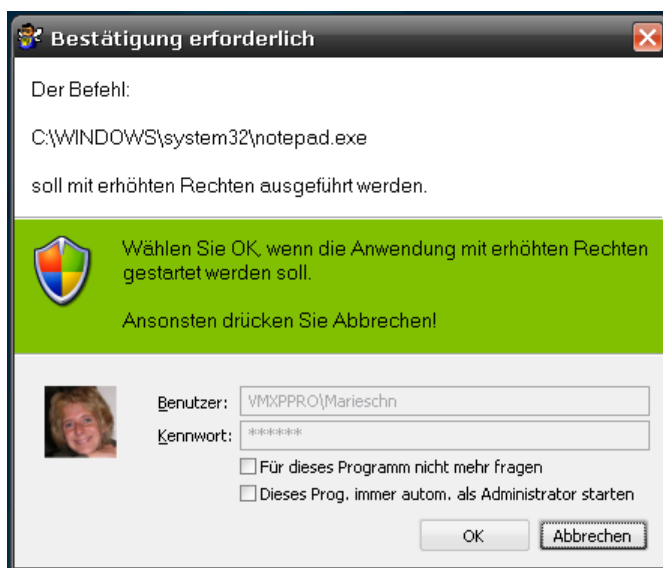 Bestätigung erforderlich
Der Befehl:
C:\WINDOWS\system32\notepad.exe
soll mit erhöhten Rechten ausgeführt werden.
Wählen Sie OK, wenn die Anwendung mit erhöhten Rechten
gestartet werden soll.
Ansonsten drücken Sie Abbrechen!
Benutzer: VMXPPRO\Marieschn
Kennwort: ******
Für dieses Programm nicht mehr fragen
Dieses Prog. immer autom. als Administrator starten
OK Abbrechen